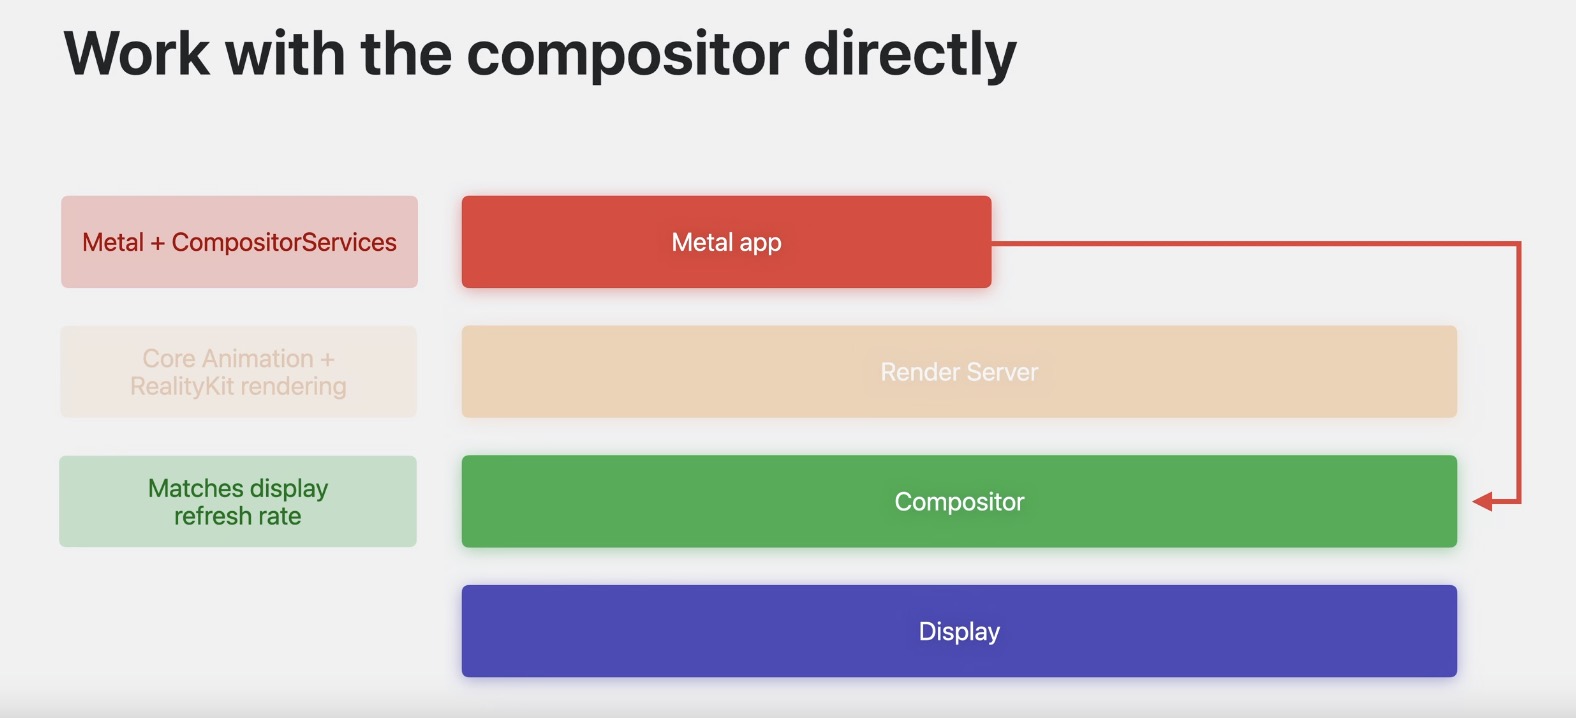 Work with the compositor directly
Metal + CompositorServices
Metal app
Core Animation +
RealityKit rendering
Render Server
Matches display
refresh rate
Compositor
Display